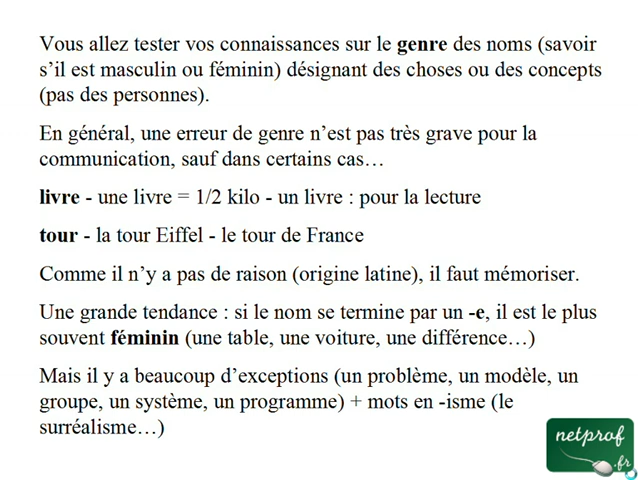 Vous allez tester vos connaissances sur le genre des noms (savoir
s’il est masculin ou féminin) désignant des choses ou des concepts
(pas des personnes).
En général, une erreur de genre n’est pas très grave pour la
communication, sauf dans certains cas…
livre - une livre = 1/2 kilo - un livre : pour la lecture
tour - la tour Eiffel - le tour de France
Comme il n’y a pas de raison (origine latine), il faut mémoriser.
Une grande tendance : si le nom se termine par un -e, il est le plus
souvent féminin (une table, une voiture, une différence…)
Mais il y a beaucoup d’exceptions (un problème, un modèle, un
groupe, un système, un programme) + mots en -isme (le
surréalisme…)
netprof
.fr